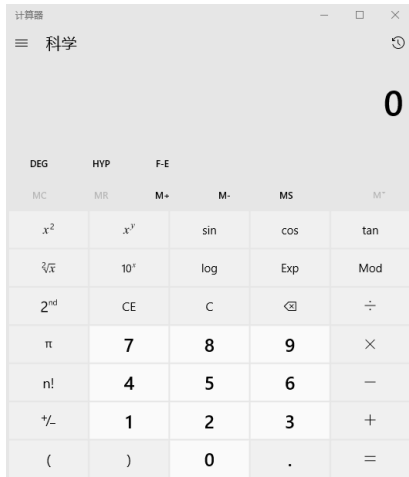 计算器
科学
0
DEG HYP F-E
MC MR M+ M- MS M˅
x² xʸ sin cos tan
²√x 10ˣ log Exp Mod
2ⁿᵈ CE C ÷
π 7 8 9 ×
n! 4 5 6 −
⁺/₋ 1 2 3 +
( ) 0 . =